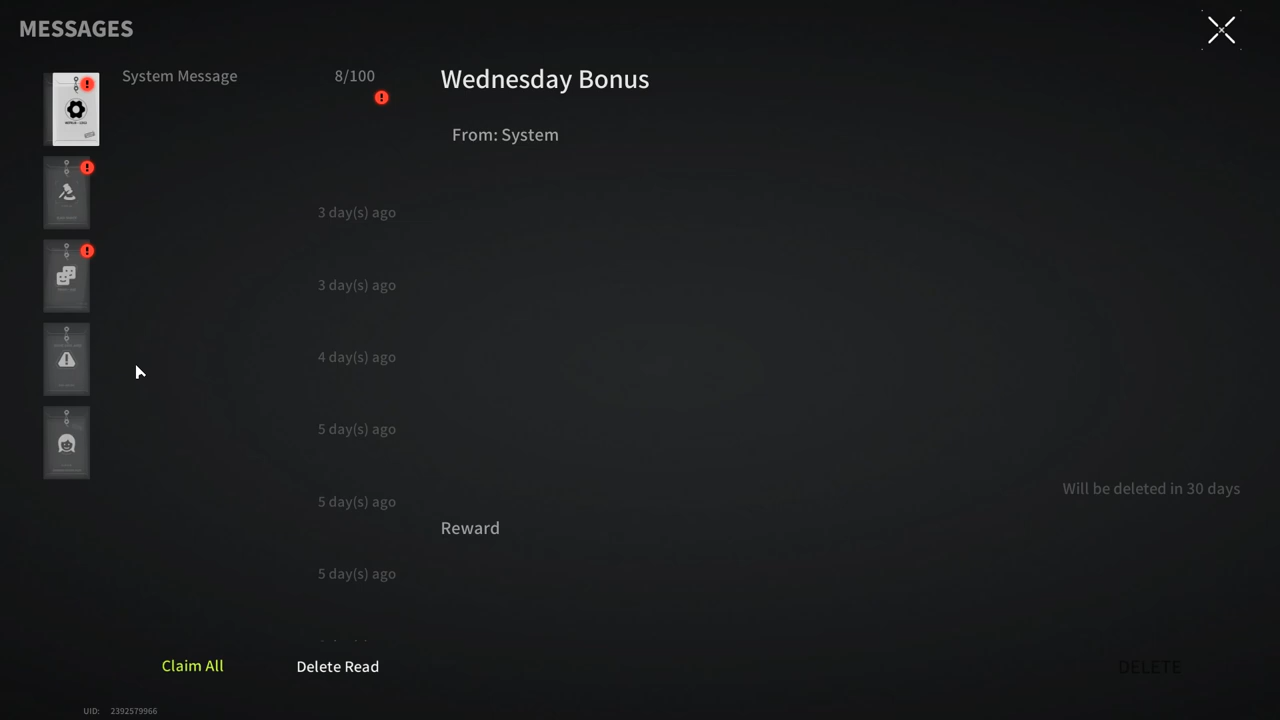 MESSAGES
System Message 8/100
Wednesday Bonus
From: System
3 day(s) ago
3 day(s) ago
4 day(s) ago
5 day(s) ago
Will be deleted in 30 days
5 day(s) ago
Reward
5 day(s) ago
Claim All
Delete Read
DELETE
UID: 2392579966